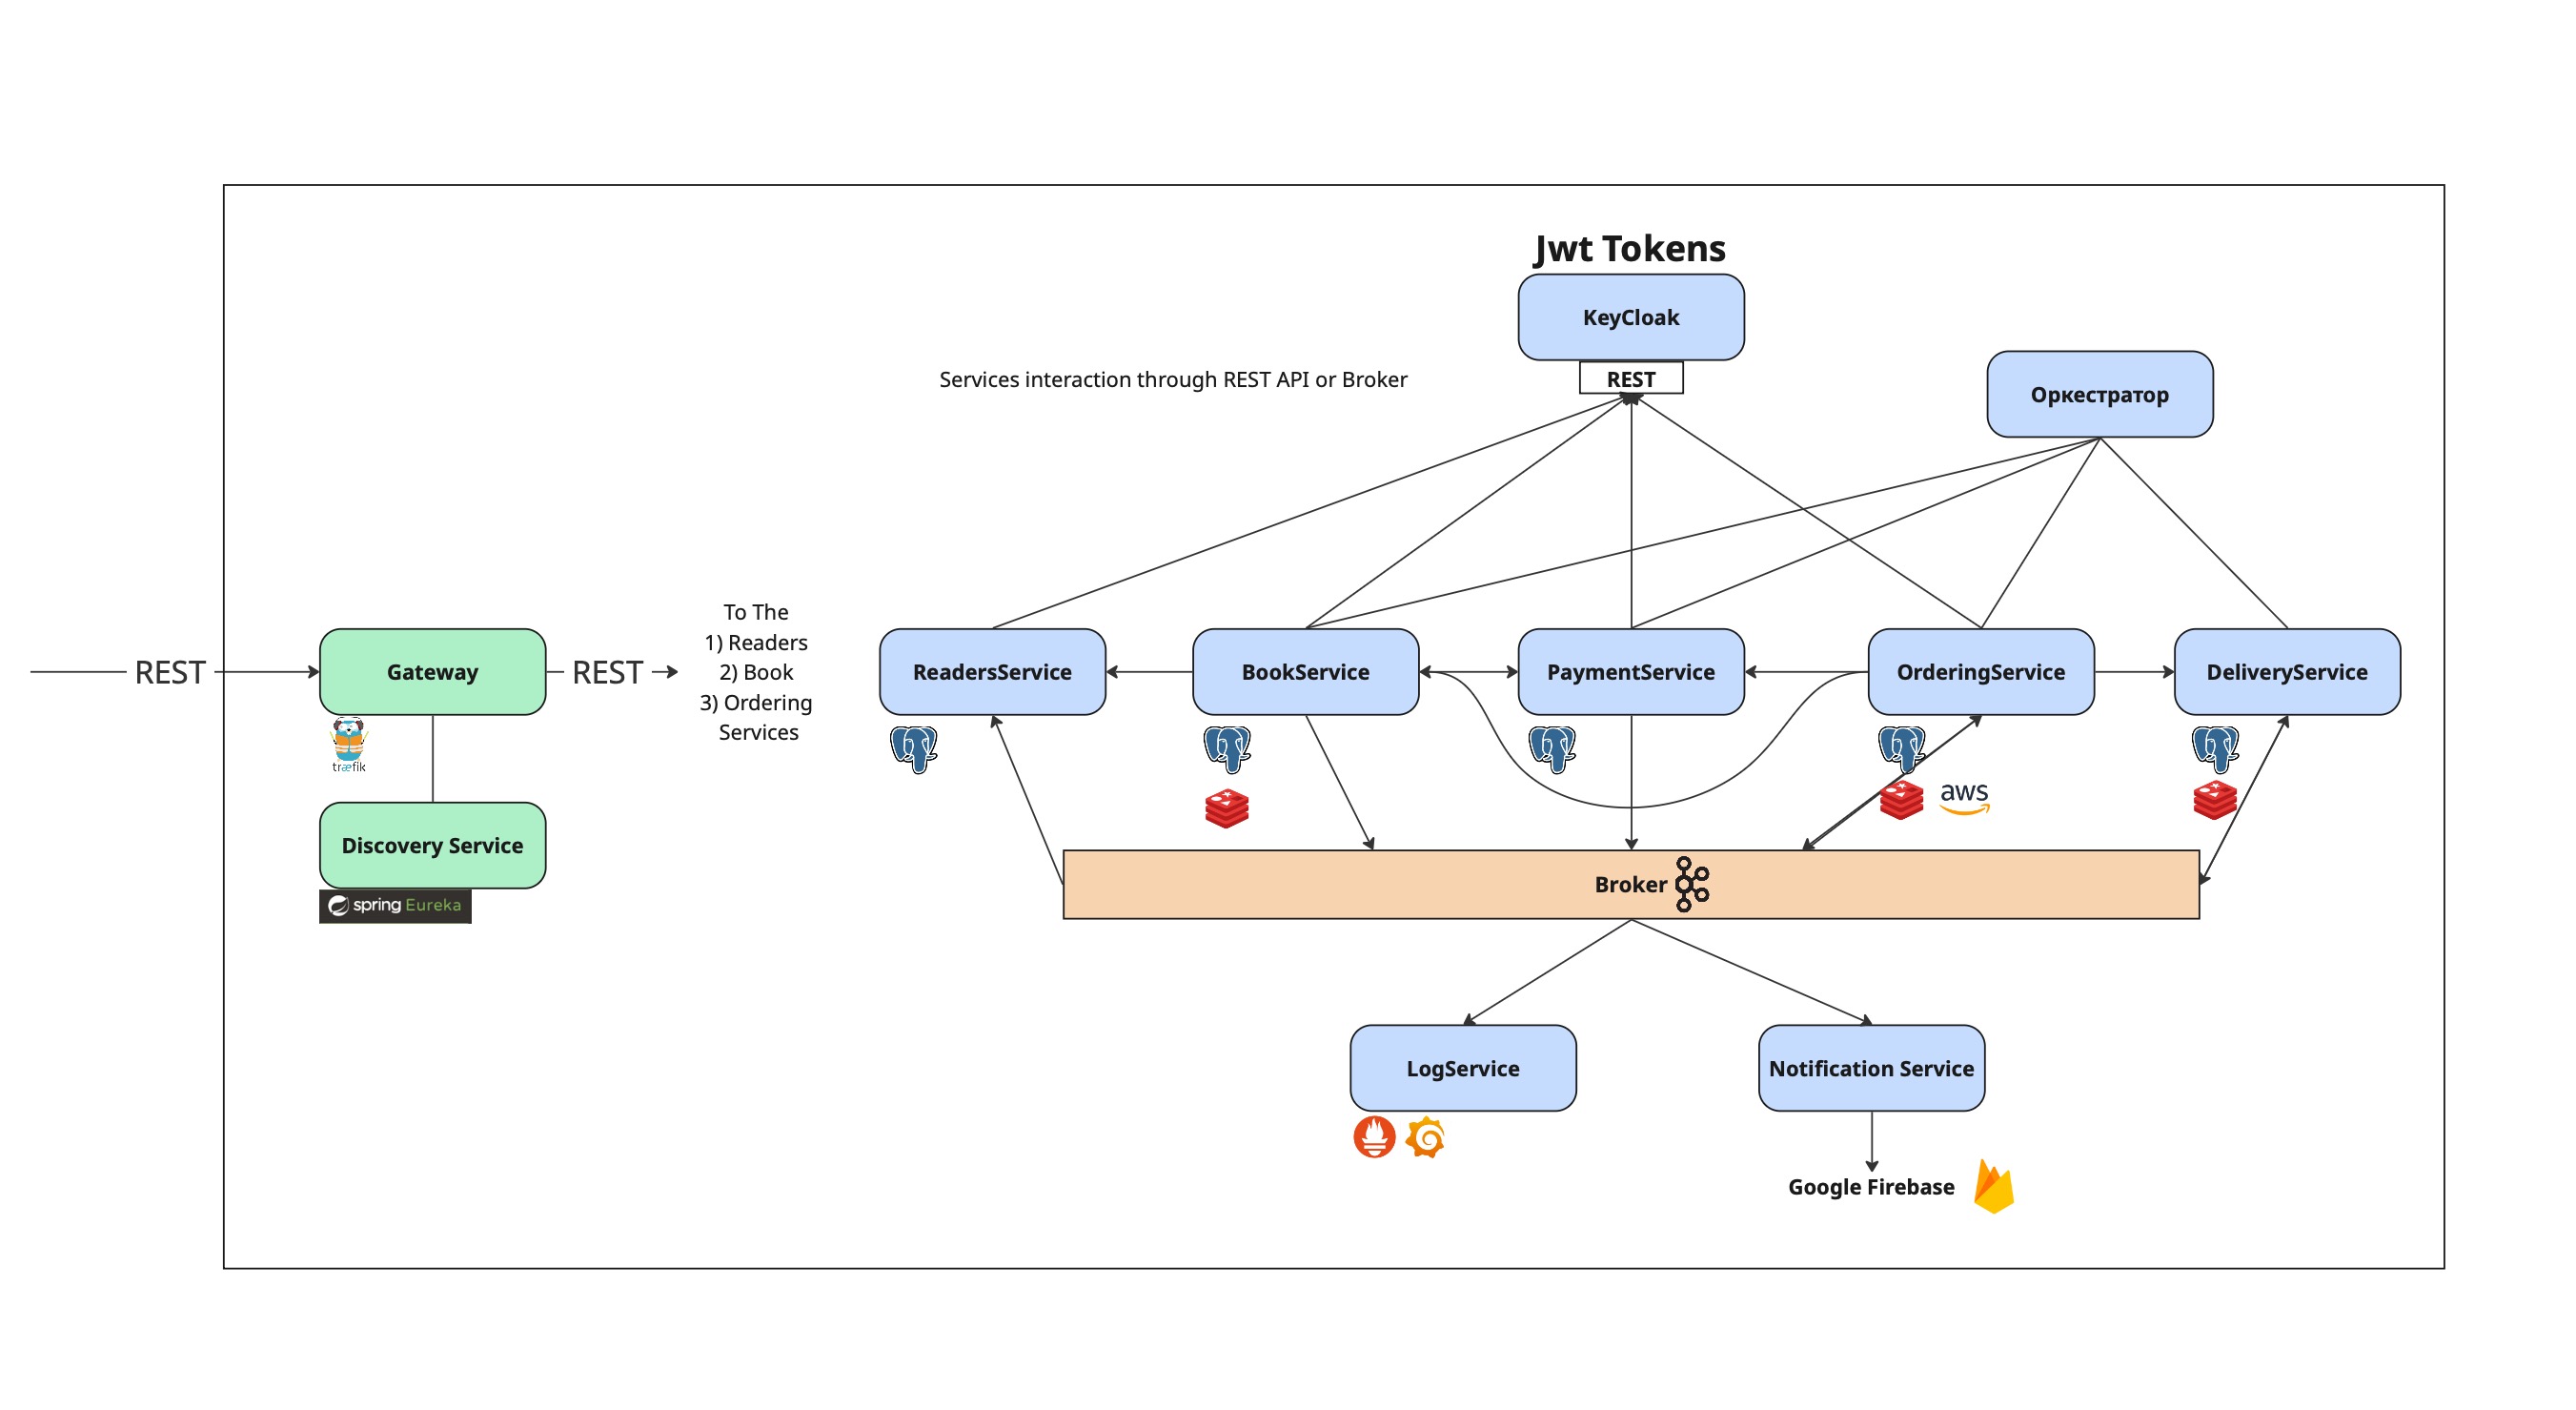 Jwt Tokens
KeyCloak
REST
Services interaction through REST API or Broker
Оркестратор
REST
Gateway
REST
To The
1) Readers
2) Book
3) Ordering
Services
ReadersService
BookService
PaymentService
OrderingService
DeliveryService
træfik
aws
Discovery Service
spring Eureka
Broker
LogService
Notification Service
Google Firebase